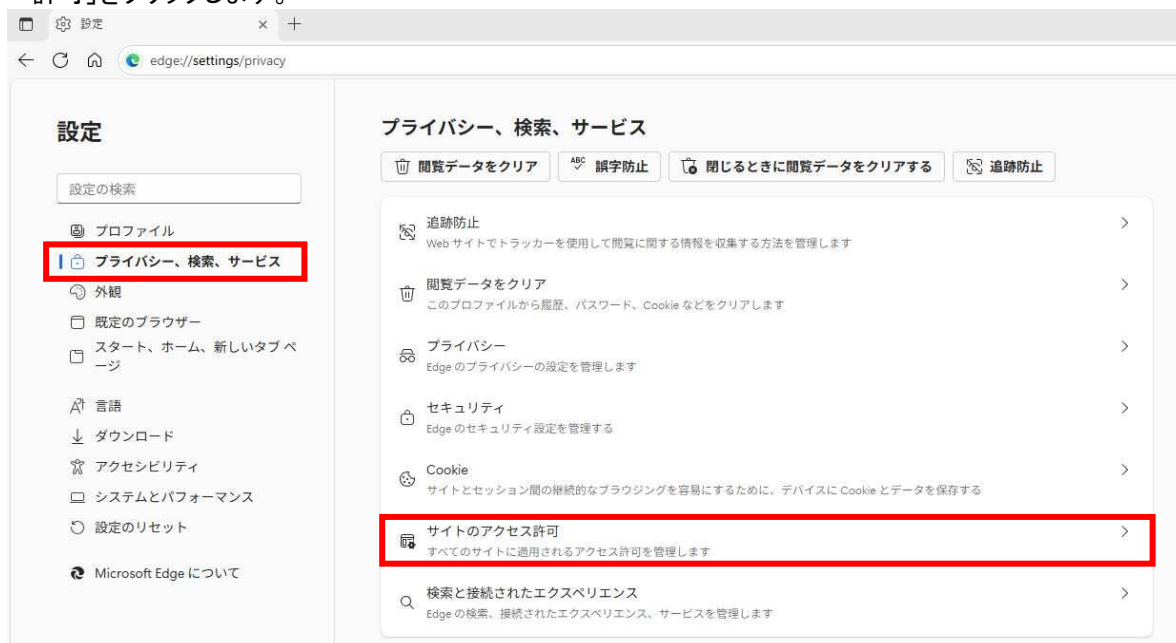 許可」をクリックします。
設定
edge://settings/privacy
設定
設定の検索
プロファイル
プライバシー、検索、サービス
外観
既定のブラウザー
スタート、ホーム、新しいタブ ペ
ージ
言語
ダウンロード
アクセシビリティ
システムとパフォーマンス
設定のリセット
Microsoft Edge について
プライバシー、検索、サービス
閲覧データをクリア
ABC 誤字防止
閉じるときに閲覧データをクリアする
追跡防止
追跡防止
Web サイトでトラッカーを使用して閲覧に関する情報を収集する方法を管理します
閲覧データをクリア
このプロファイルから履歴、パスワード、Cookie などをクリアします
プライバシー
Edge のプライバシーの設定を管理します
セキュリティ
Edge のセキュリティ設定を管理する
Cookie
サイトとセッション間の継続的なブラウジングを容易にするために、デバイスに Cookie とデータを保存する
サイトのアクセス許可
すべてのサイトに適用されるアクセス許可を管理します
検索と接続されたエクスペリエンス
Edge の検索、接続されたエクスペリエンス、サービスを管理します